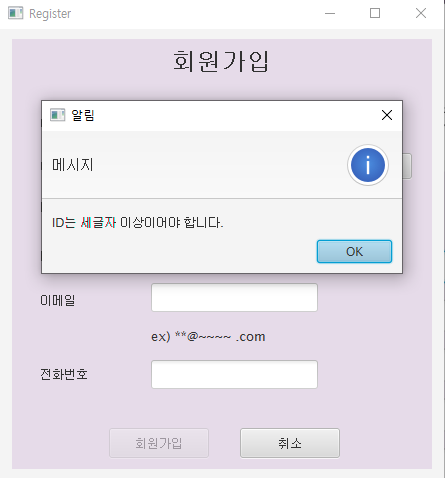 Register
회원가입
알림
메시지
ID는 세글자 이상이어야 합니다.
OK
이메일
ex) **@~~~~ .com
전화번호
회원가입 취소